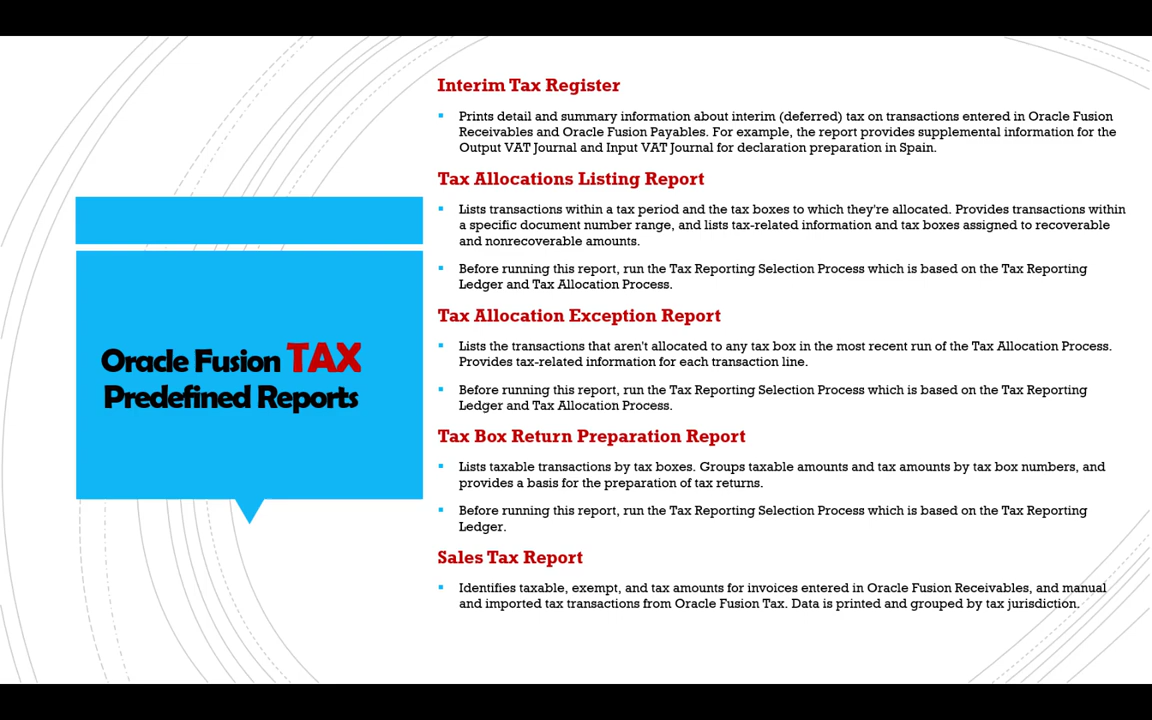 Oracle Fusion TAX
Predefined Reports
Interim Tax Register
▪ Prints detail and summary information about interim (deferred) tax on transactions entered in Oracle Fusion
Receivables and Oracle Fusion Payables. For example, the report provides supplemental information for the
Output VAT Journal and Input VAT Journal for declaration preparation in Spain.
Tax Allocations Listing Report
▪ Lists transactions within a tax period and the tax boxes to which they're allocated. Provides transactions within
a specific document number range, and lists tax-related information and tax boxes assigned to recoverable
and nonrecoverable amounts.
▪ Before running this report, run the Tax Reporting Selection Process which is based on the Tax Reporting
Ledger and Tax Allocation Process.
Tax Allocation Exception Report
▪ Lists the transactions that aren't allocated to any tax box in the most recent run of the Tax Allocation Process.
Provides tax-related information for each transaction line.
▪ Before running this report, run the Tax Reporting Selection Process which is based on the Tax Reporting
Ledger and Tax Allocation Process.
Tax Box Return Preparation Report
▪ Lists taxable transactions by tax boxes. Groups taxable amounts and tax amounts by tax box numbers, and
provides a basis for the preparation of tax returns.
▪ Before running this report, run the Tax Reporting Selection Process which is based on the Tax Reporting
Ledger.
Sales Tax Report
▪ Identifies taxable, exempt, and tax amounts for invoices entered in Oracle Fusion Receivables, and manual
and imported tax transactions from Oracle Fusion Tax. Data is printed and grouped by tax jurisdiction.